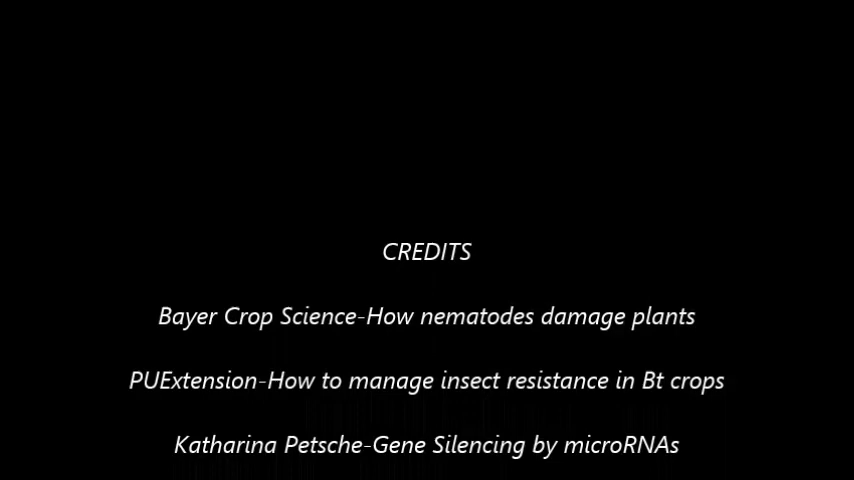 CREDITS
Bayer Crop Science-How nematodes damage plants
PUExtension-How to manage insect resistance in Bt crops
Katharina Petsche-Gene Silencing by microRNAs